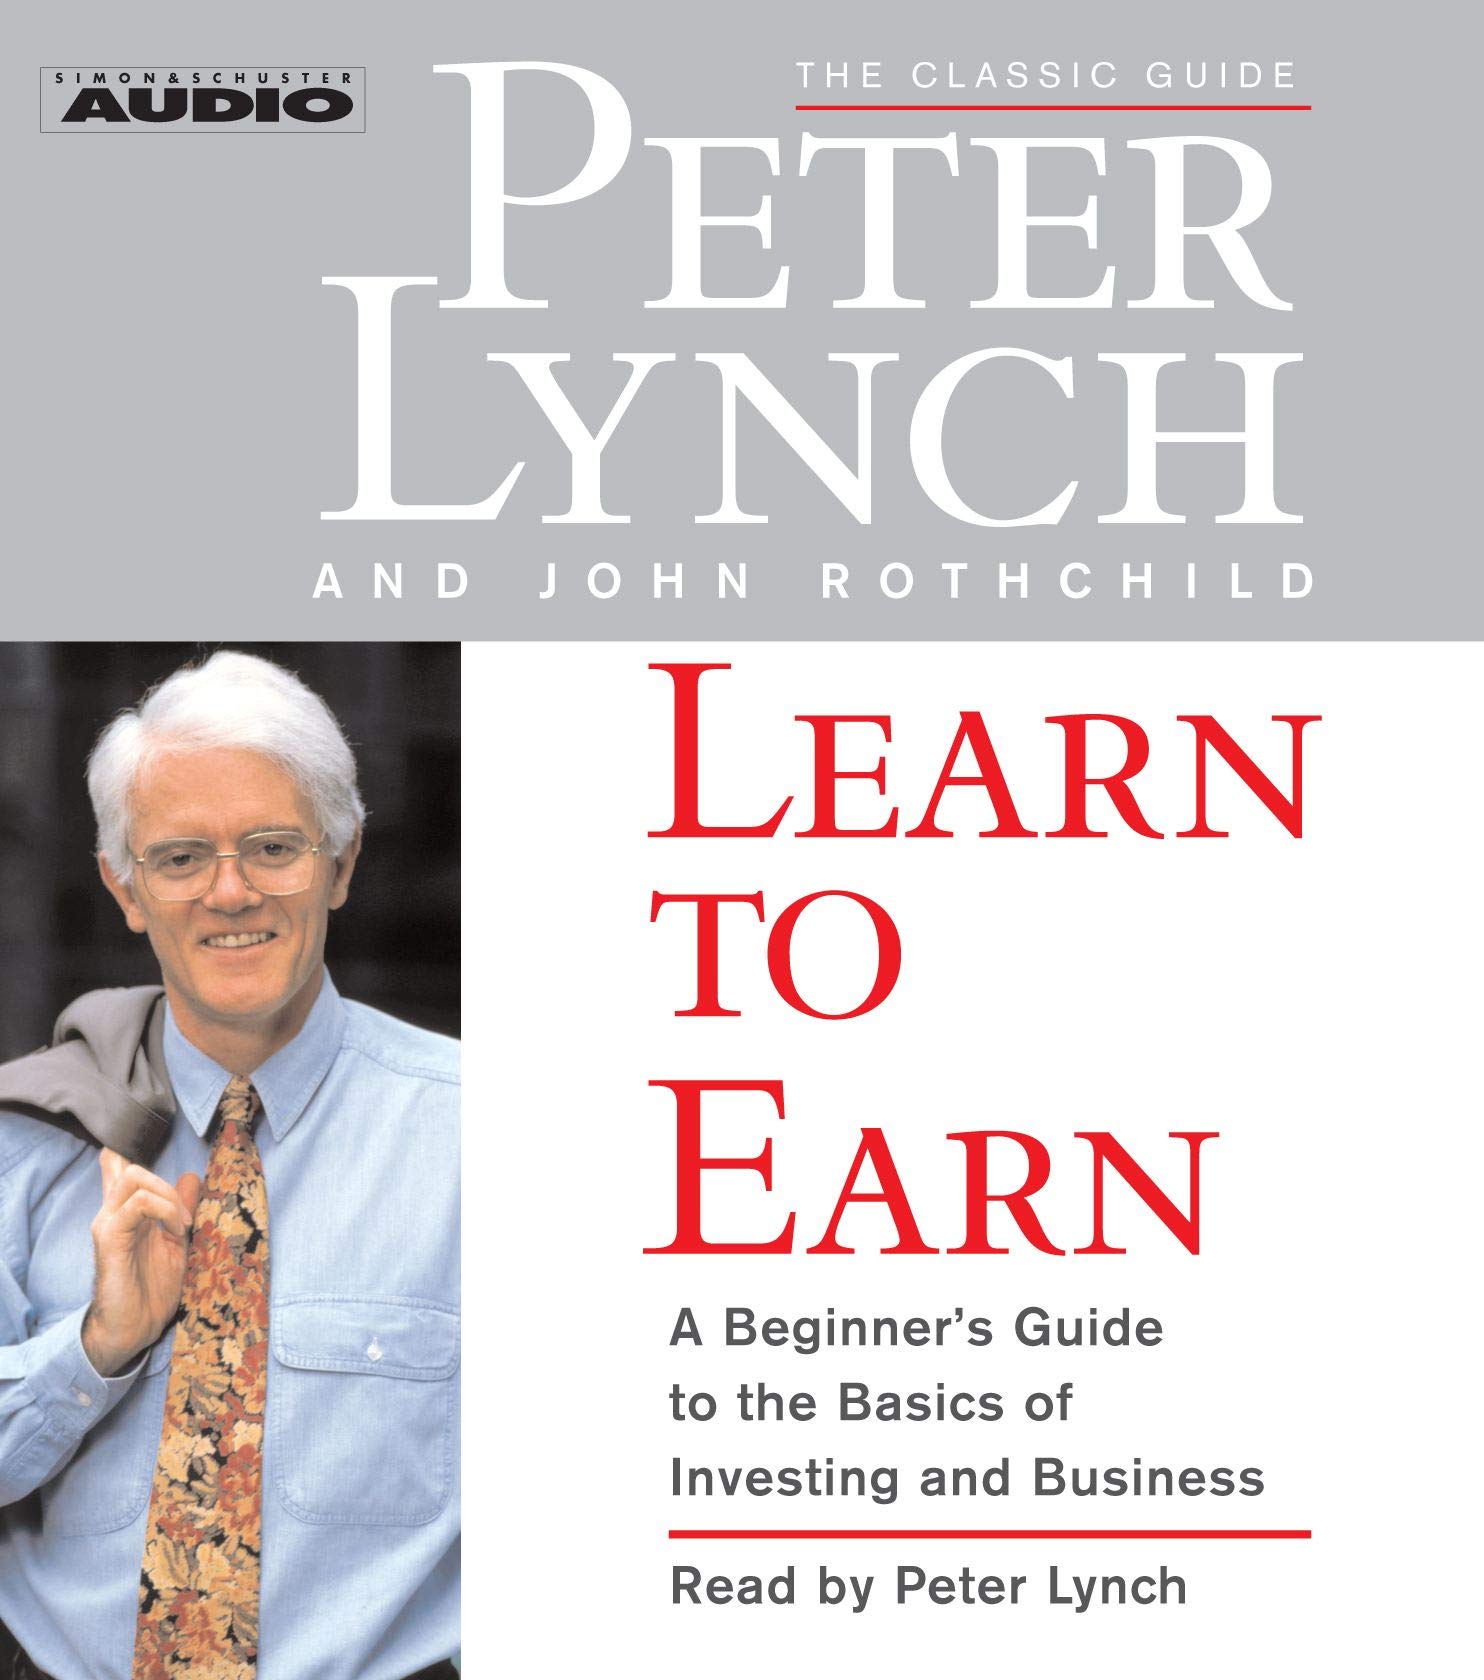 SIMON&SCHUSTER
AUDIO
THE CLASSIC GUIDE
PETER
LYNCH
AND JOHN ROTHCHILD
LEARN
TO
EARN
A Beginner's Guide
to the Basics of
Investing and Business
Read by Peter Lynch